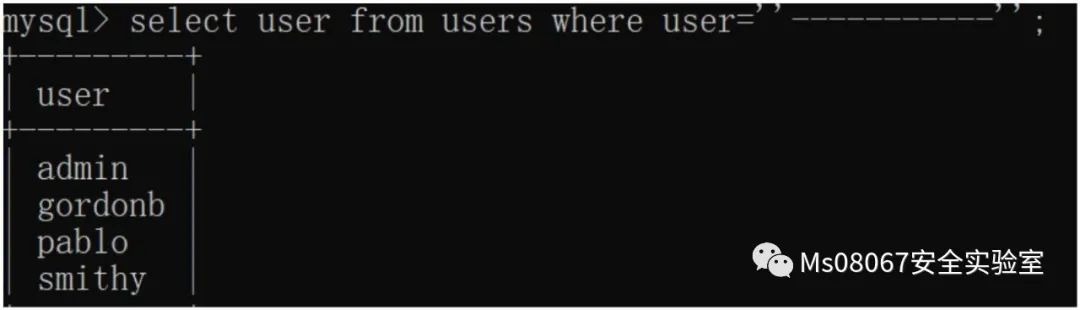 mysql> select user from users where user=''-----------'';
+---------+
| user    |
+---------+
| admin   |
| gordonb |
| pablo   |
| smithy  |
Ms08067安全实验室